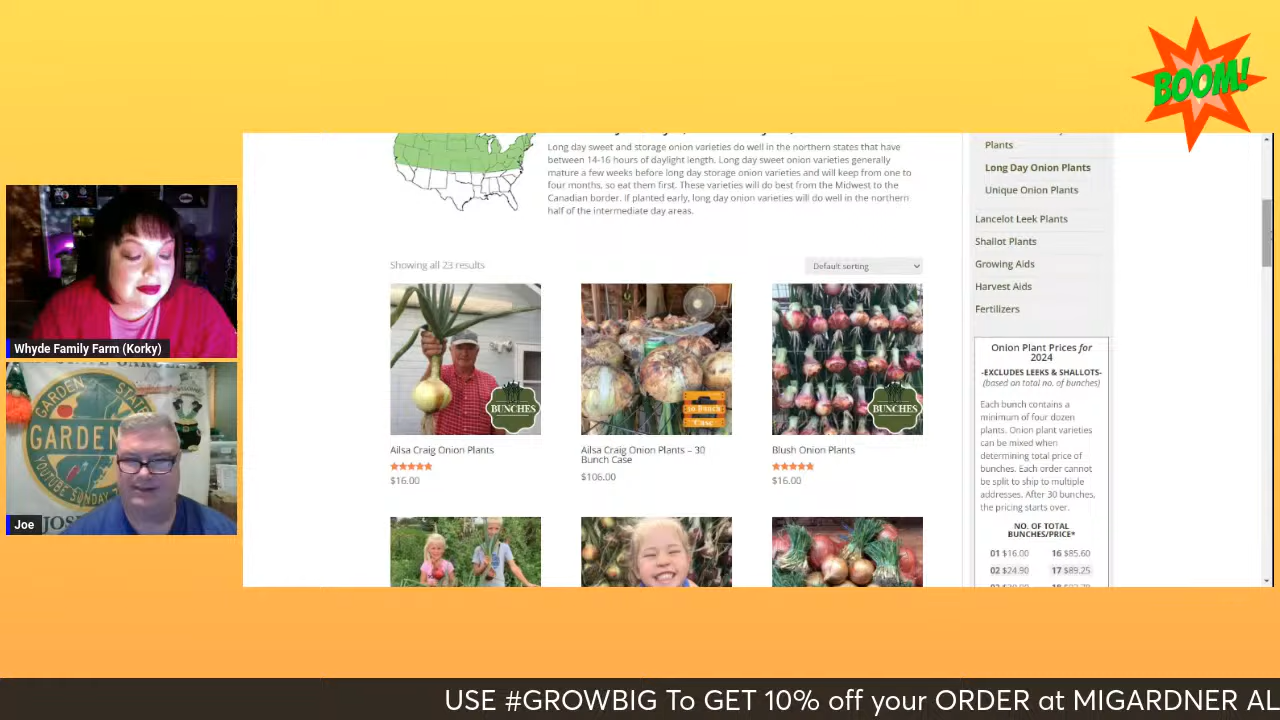 BOOM!
Long day sweet and storage onion varieties do well in the northern states that have
between 14-16 hours of daylight length. Long day sweet onion varieties generally
mature a few weeks before long day storage onion varieties and will keep from one to
four months, so eat them first. These varieties will do best from the Midwest to the
Canadian border. If planted early, long day onion varieties will do well in the northern
half of the intermediate day areas.
Showing all 23 results
Default sorting
BUNCHES
30 Bunch
Case
BUNCHES
Ailsa Craig Onion Plants
$16.00
Ailsa Craig Onion Plants – 30
Bunch Case
$106.00
Blush Onion Plants
$16.00
Plants
Long Day Onion Plants
Unique Onion Plants
Lancelot Leek Plants
Shallot Plants
Growing Aids
Harvest Aids
Fertilizers
Onion Plant Prices for
2024
-EXCLUDES LEEKS & SHALLOTS-
(based on total no. of bunches)
Each bunch contains a
minimum of four dozen
plants. Onion plant varieties
can be mixed when
determining total price of
bunches. Each order cannot
be split to ship to multiple
addresses. After 30 bunches,
the pricing starts over.
NO. OF TOTAL
BUNCHES/PRICE*
01 $16.00 16 $85.60
02 $24.90 17 $89.25
Whyde Family Farm (Korky)
GARDEN STATE
GARDEN
YOUTUBE SUNDAY
JOS
Joe
USE #GROWBIG To GET 10% off your ORDER at MIGARDNER AL